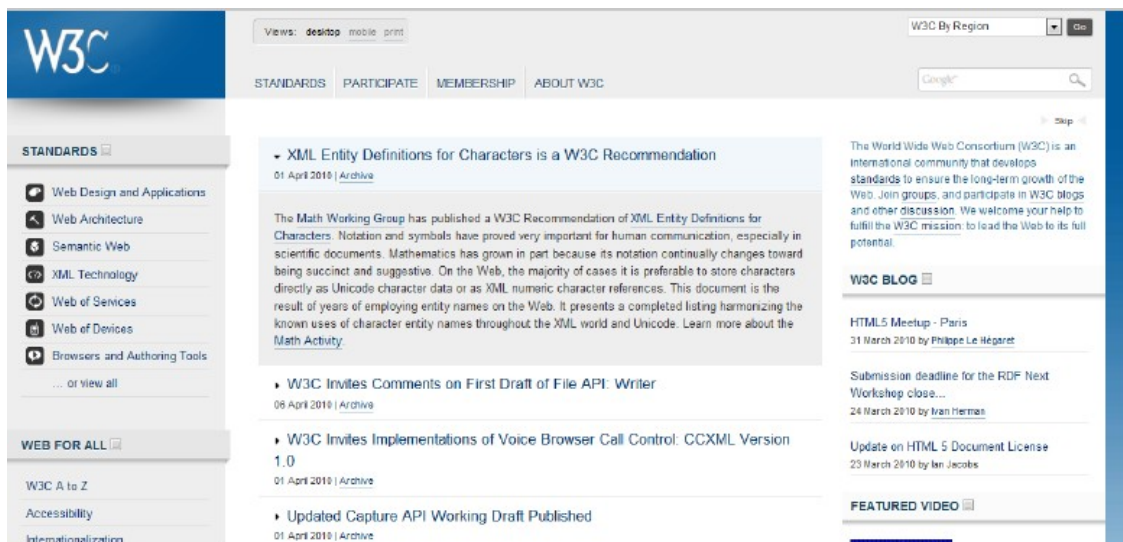 W3C
Views: desktop mobile print
W3C By Region
Go
STANDARDS PARTICIPATE MEMBERSHIP ABOUT W3C
Google
Skip
STANDARDS
Web Design and Applications
Web Architecture
Semantic Web
XML Technology
Web of Services
Web of Devices
Browsers and Authoring Tools
... or view all
WEB FOR ALL
W3C A to Z
Accessibility
Internationalization
XML Entity Definitions for Characters is a W3C Recommendation
01 April 2010 | Archive
The Math Working Group has published a W3C Recommendation of XML Entity Definitions for
Characters. Notation and symbols have proved very important for human communication, especially in
scientific documents. Mathematics has grown in part because its notation continually changes toward
being succinct and suggestive. On the Web, the majority of cases it is preferable to store characters
directly as Unicode character data or as XML numeric character references. This document is the
result of years of employing entity names on the Web. It presents a completed listing harmonizing the
known uses of character entity names throughout the XML world and Unicode. Learn more about the
Math Activity.
W3C Invites Comments on First Draft of File API: Writer
06 April 2010 | Archive
W3C Invites Implementations of Voice Browser Call Control: CCXML Version
1.0
01 April 2010 | Archive
Updated Capture API Working Draft Published
01 April 2010 | Archive
The World Wide Web Consortium (W3C) is an
international community that develops
standards to ensure the long-term growth of the
Web. Join groups, and participate in W3C blogs
and other discussion. We welcome your help to
fulfill the W3C mission: to lead the Web to its full
potential.
W3C BLOG
HTML5 Meetup - Paris
31 March 2010 by Philippe Le Hégaret
Submission deadline for the RDF Next
Workshop close...
24 March 2010 by Ivan Herman
Update on HTML 5 Document License
23 March 2010 by Ian Jacobs
FEATURED VIDEO